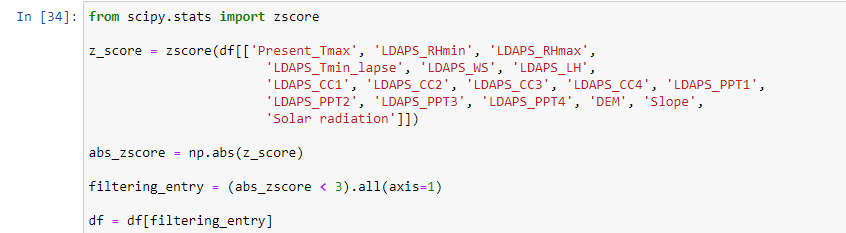 In [34]: from scipy.stats import zscore
z_score = zscore(df[['Present_Tmax', 'LDAPS_RHmin', 'LDAPS_RHmax',
'LDAPS_Tmin_lapse', 'LDAPS_WS', 'LDAPS_LH',
'LDAPS_CC1', 'LDAPS_CC2', 'LDAPS_CC3', 'LDAPS_CC4', 'LDAPS_PPT1',
'LDAPS_PPT2', 'LDAPS_PPT3', 'LDAPS_PPT4', 'DEM', 'Slope',
'Solar radiation']])
abs_zscore = np.abs(z_score)
filtering_entry = (abs_zscore < 3).all(axis=1)
df = df[filtering_entry]